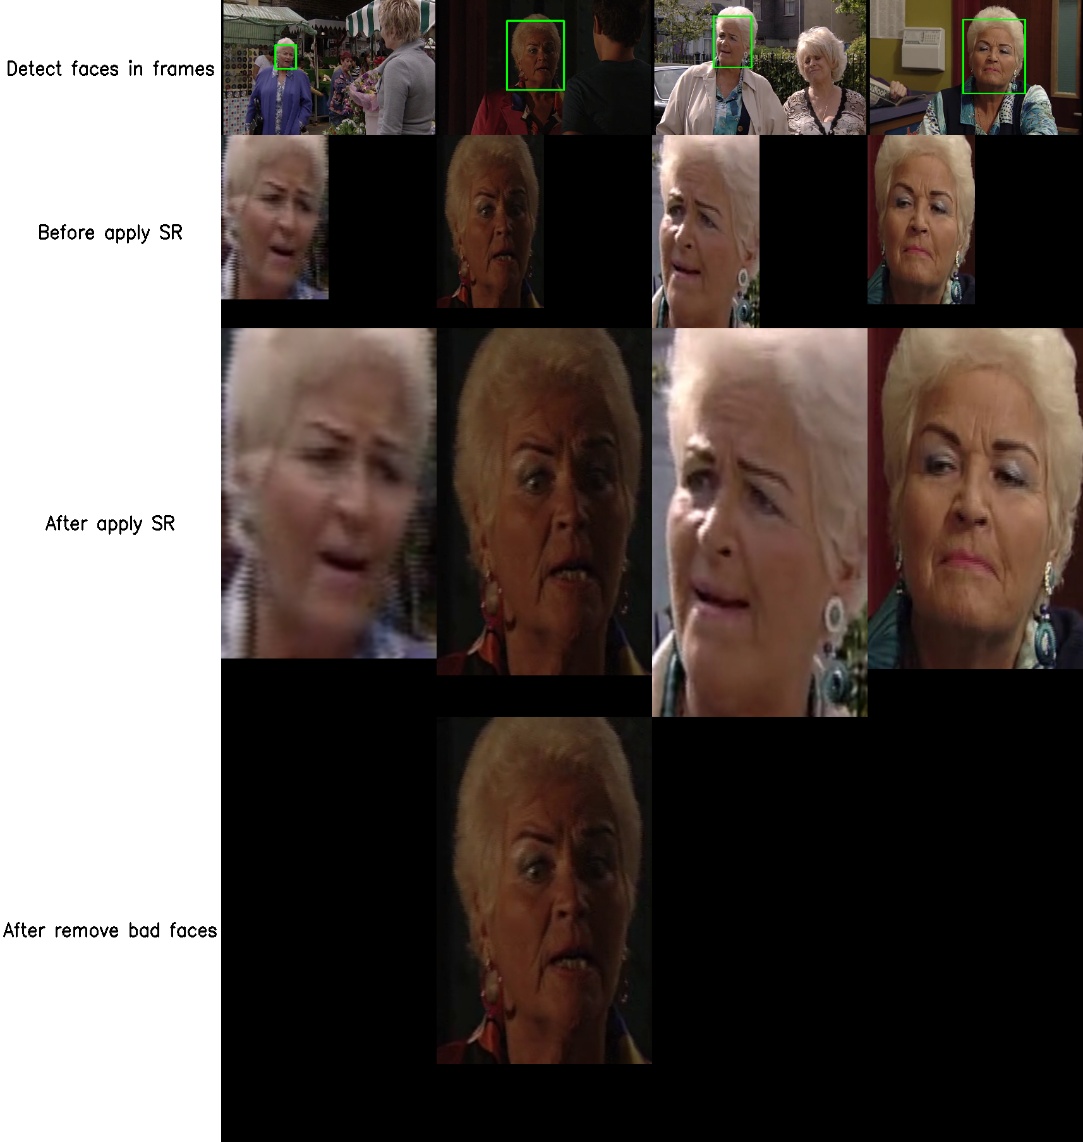 Detect faces in frames
Before apply SR
After apply SR
After remove bad faces